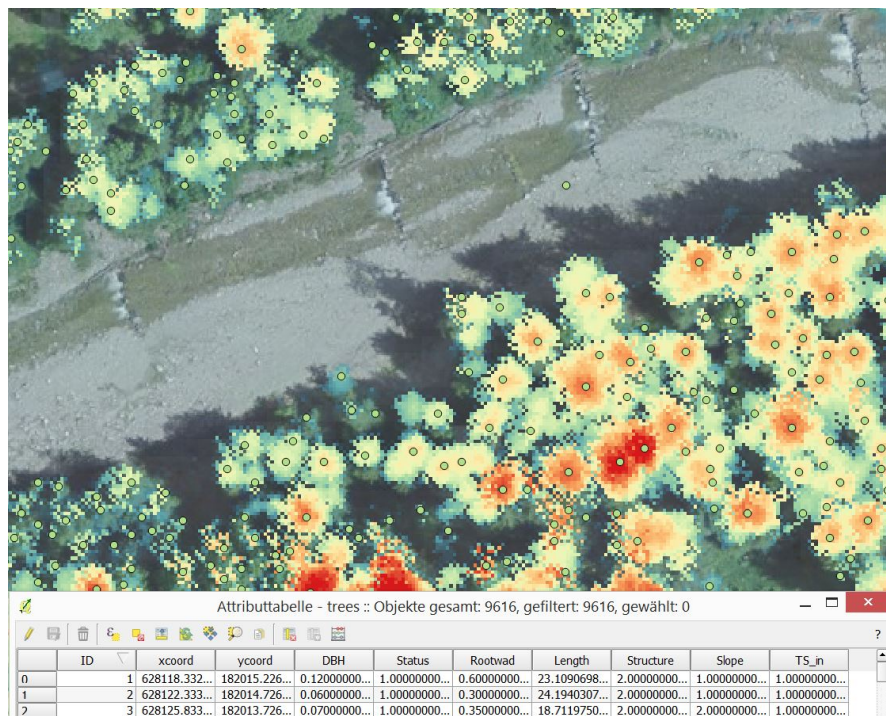 Attributtabelle - trees :: Objekte gesamt: 9616, gefiltert: 9616, gewählt: 0
ε
?
ID xcoord ycoord DBH Status Rootwad Length Structure Slope TS_in
0 1 628118.332... 182015.226... 0.12000000... 1.00000000... 0.60000000... 23.1090698... 2.00000000... 1.00000000... 1.00000000...
1 2 628122.333... 182014.726... 0.06000000... 1.00000000... 0.30000000... 24.1940307... 2.00000000... 1.00000000... 1.00000000...
2 3 628125.833... 182013.726... 0.07000000... 1.00000000... 0.35000000... 18.7119750... 2.00000000... 2.00000000... 1.00000000...